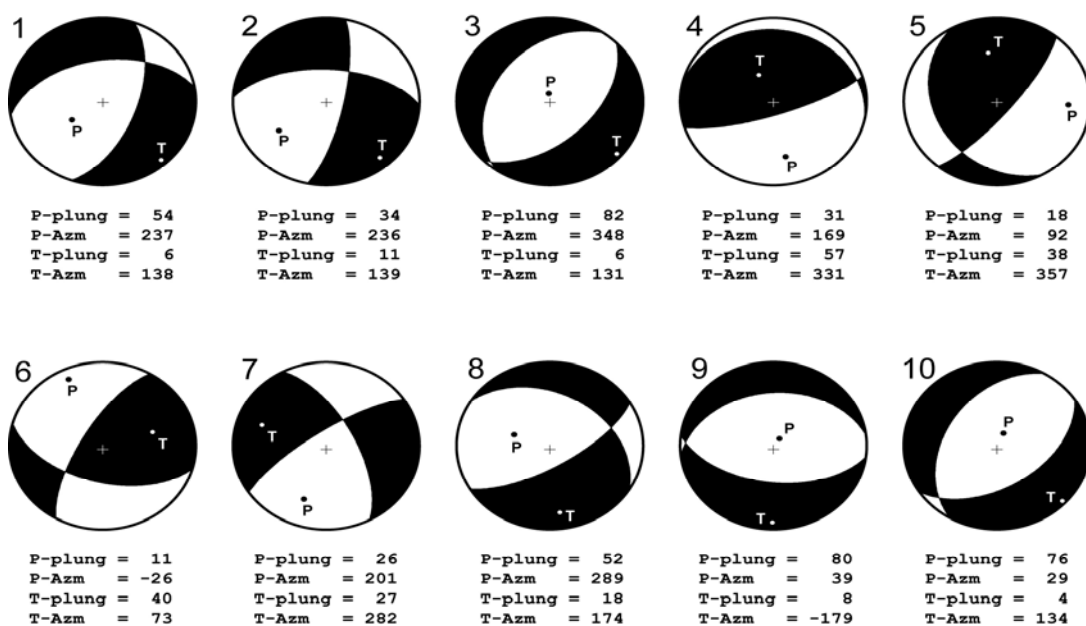 1 2 3 4 5
P T P T P T T P T P
P-plung = 54 P-plung = 34 P-plung = 82 P-plung = 31 P-plung = 18
P-Azm = 237 P-Azm = 236 P-Azm = 348 P-Azm = 169 P-Azm = 92
T-plung = 6 T-plung = 11 T-plung = 6 T-plung = 57 T-plung = 38
T-Azm = 138 T-Azm = 139 T-Azm = 131 T-Azm = 331 T-Azm = 357
6 7 8 9 10
P T T P P T P T P T
P-plung = 11 P-plung = 26 P-plung = 52 P-plung = 80 P-plung = 76
P-Azm = -26 P-Azm = 201 P-Azm = 289 P-Azm = 39 P-Azm = 29
T-plung = 40 T-plung = 27 T-plung = 18 T-plung = 8 T-plung = 4
T-Azm = 73 T-Azm = 282 T-Azm = 174 T-Azm = -179 T-Azm = 134